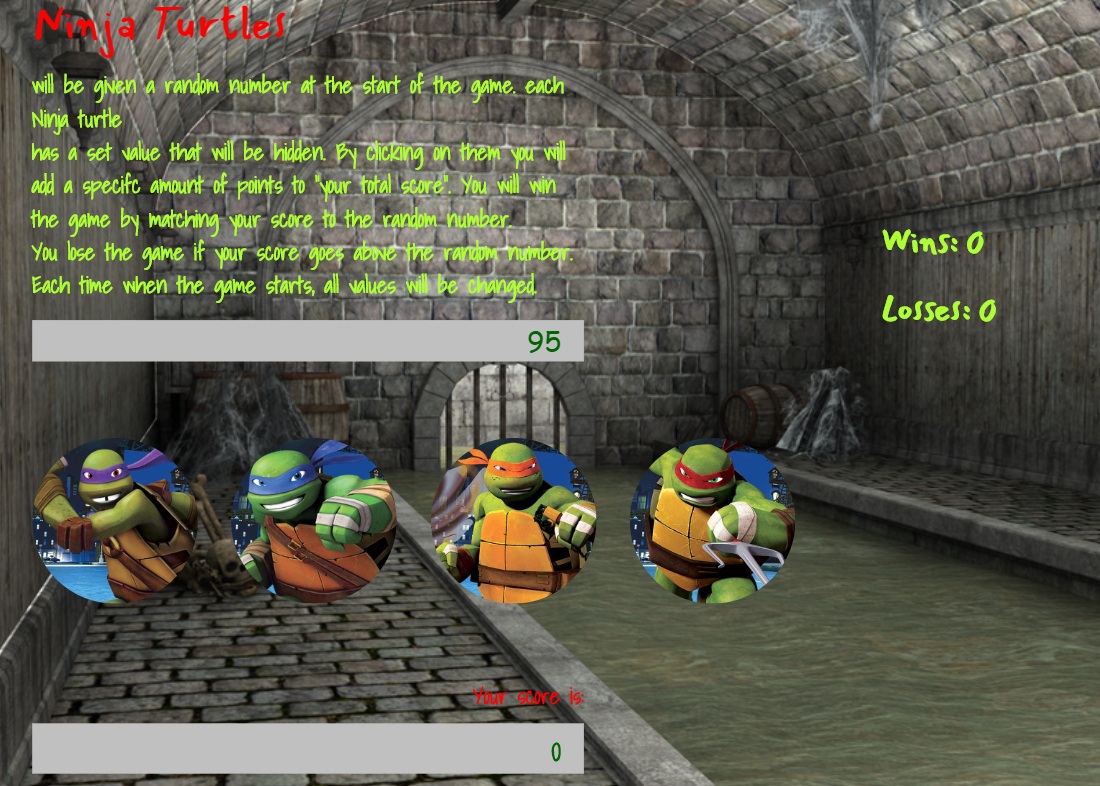 Ninja Turtles
will be given a random number at the start of the game. each
Ninja turtle
has a set value that will be hidden. By clicking on them you will
add a specifc amount of points to "your total score". You will win
the game by matching your score to the random number.
You lose the game if your score goes above the random number.
Each time when the game starts, all values will be changed.
Wins: 0
Losses: 0
95
Your score is:
0